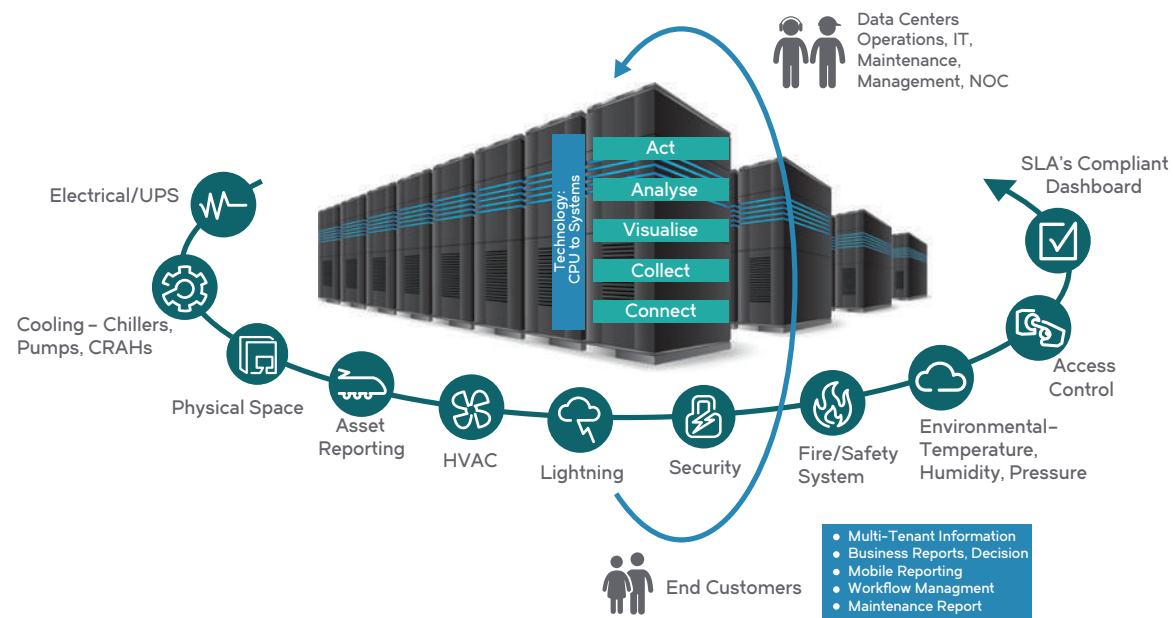 Data Centers
Operations, IT,
Maintenance,
Management, NOC
Act
Analyse
Visualise
Collect
Connect
Technology:
CPU to Systems
SLA's Compliant
Dashboard
Electrical/UPS
Cooling – Chillers,
Pumps, CRAHs
Physical Space
Asset
Reporting
HVAC
Lightning
Security
Fire/Safety
System
Environmental–
Temperature,
Humidity, Pressure
Access
Control
End Customers
• Multi-Tenant Information
• Business Reports, Decision
• Mobile Reporting
• Workflow Managment
• Maintenance Report